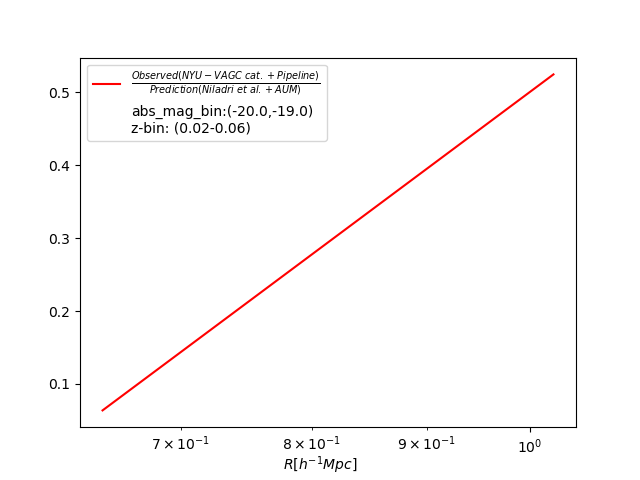 Observed(NYU − VAGC cat. + Pipeline)
Prediction(Niladri et al. + AUM)
abs_mag_bin:(-20.0,-19.0)
z-bin: (0.02-0.06)
0.5
0.4
0.3
0.2
0.1
7 × 10⁻¹ 8 × 10⁻¹ 9 × 10⁻¹ 10⁰
R[h⁻¹Mpc]